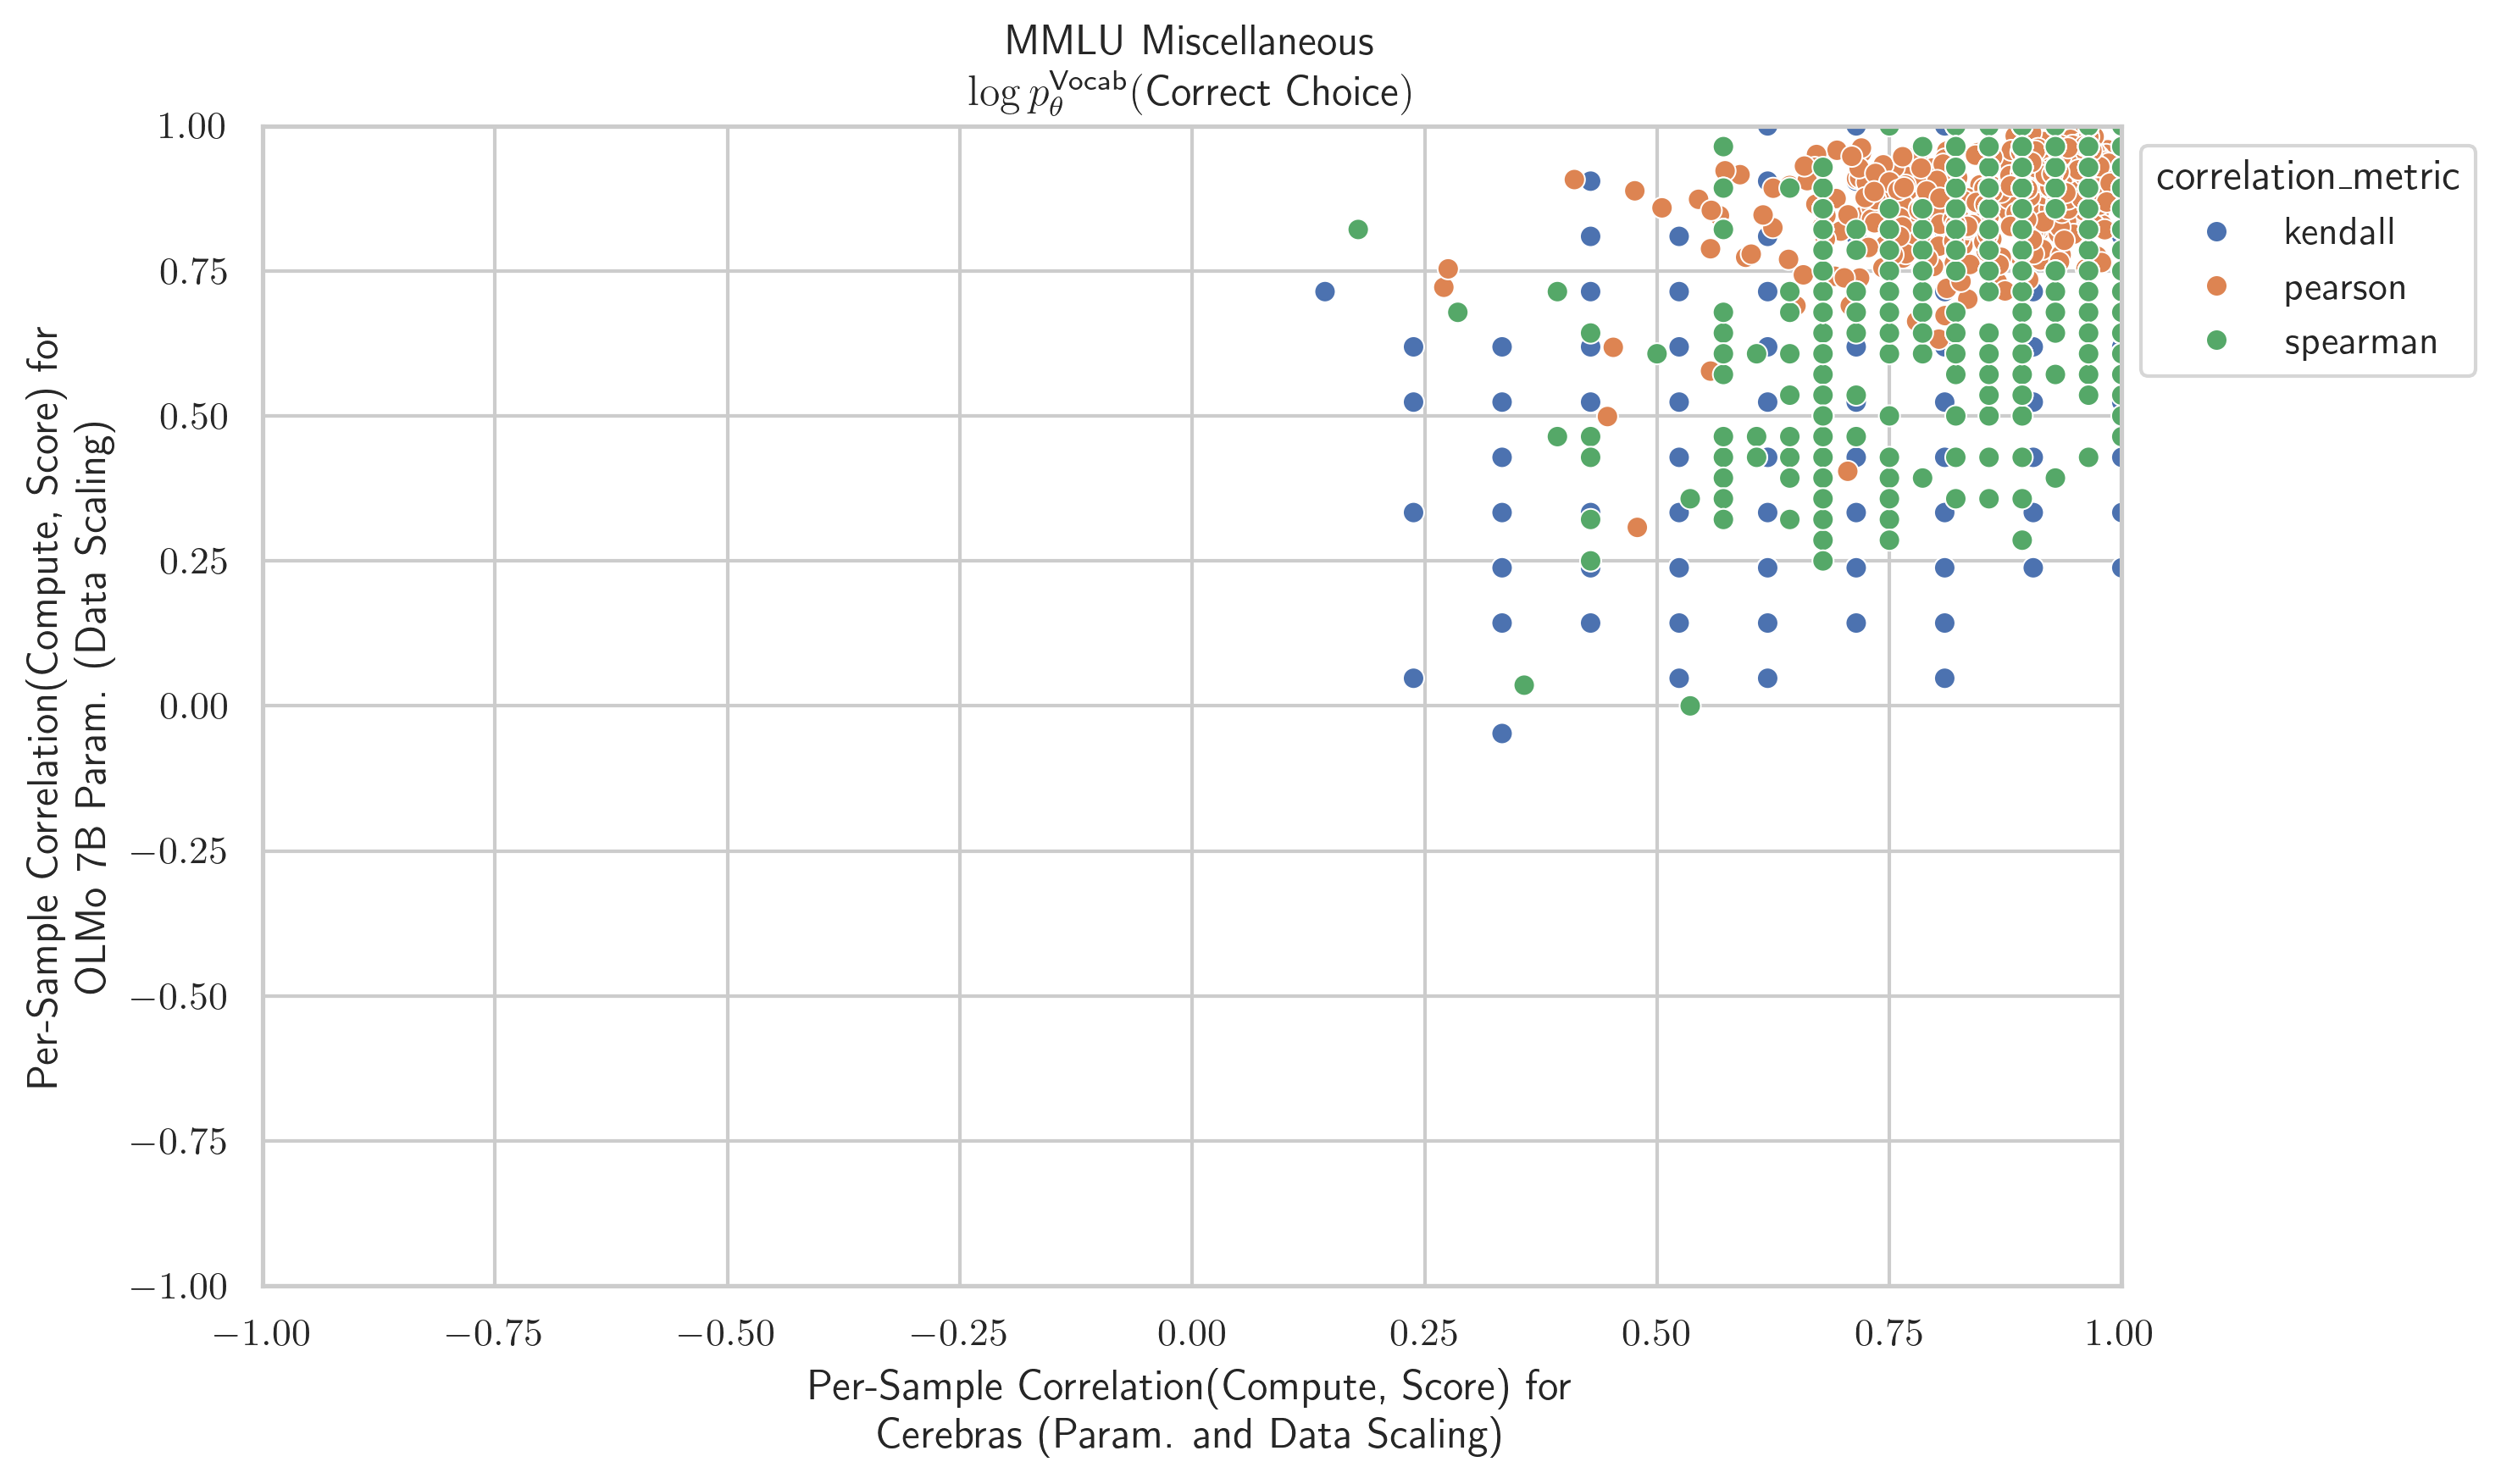 MMLU Miscellaneous
log p_θ^Vocab(Correct Choice)
1.00
0.75
0.50
0.25
0.00
−0.25
−0.50
−0.75
−1.00
Per-Sample Correlation(Compute, Score) for
OLMo 7B Param. (Data Scaling)
−1.00 −0.75 −0.50 −0.25 0.00 0.25 0.50 0.75 1.00
Per-Sample Correlation(Compute, Score) for
Cerebras (Param. and Data Scaling)
correlation_metric
kendall
pearson
spearman